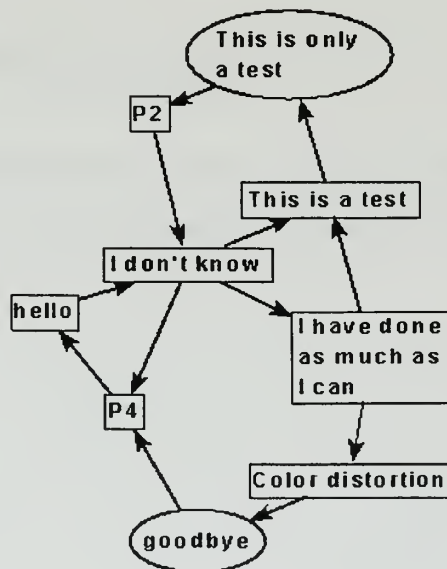 This is only
a test
P2
This is a test
I don't know
hello
I have done
as much as
I can
P4
Color distortion
goodbye